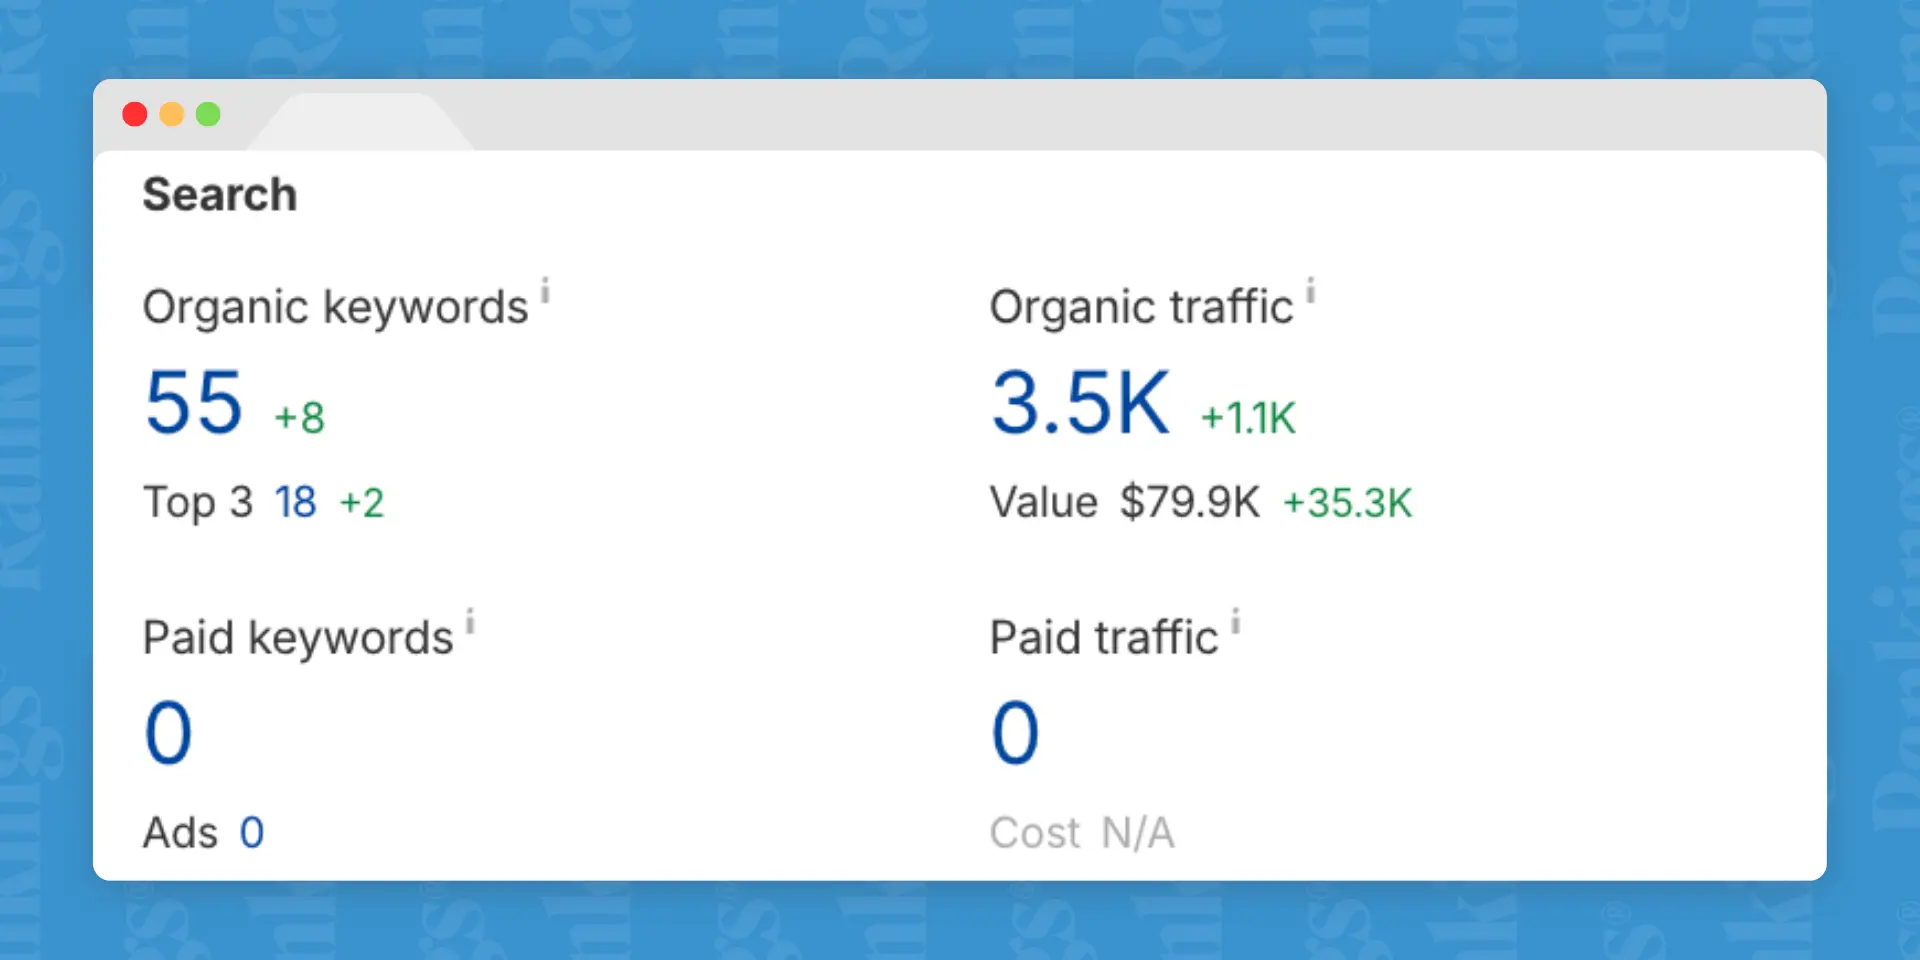 Search
Organic keywords i
55 +8
Top 3 18 +2
Organic traffic i
3.5K +1.1K
Value $79.9K +35.3K
Paid keywords i
0
Ads 0
Paid traffic i
0
Cost N/A
Rankings®